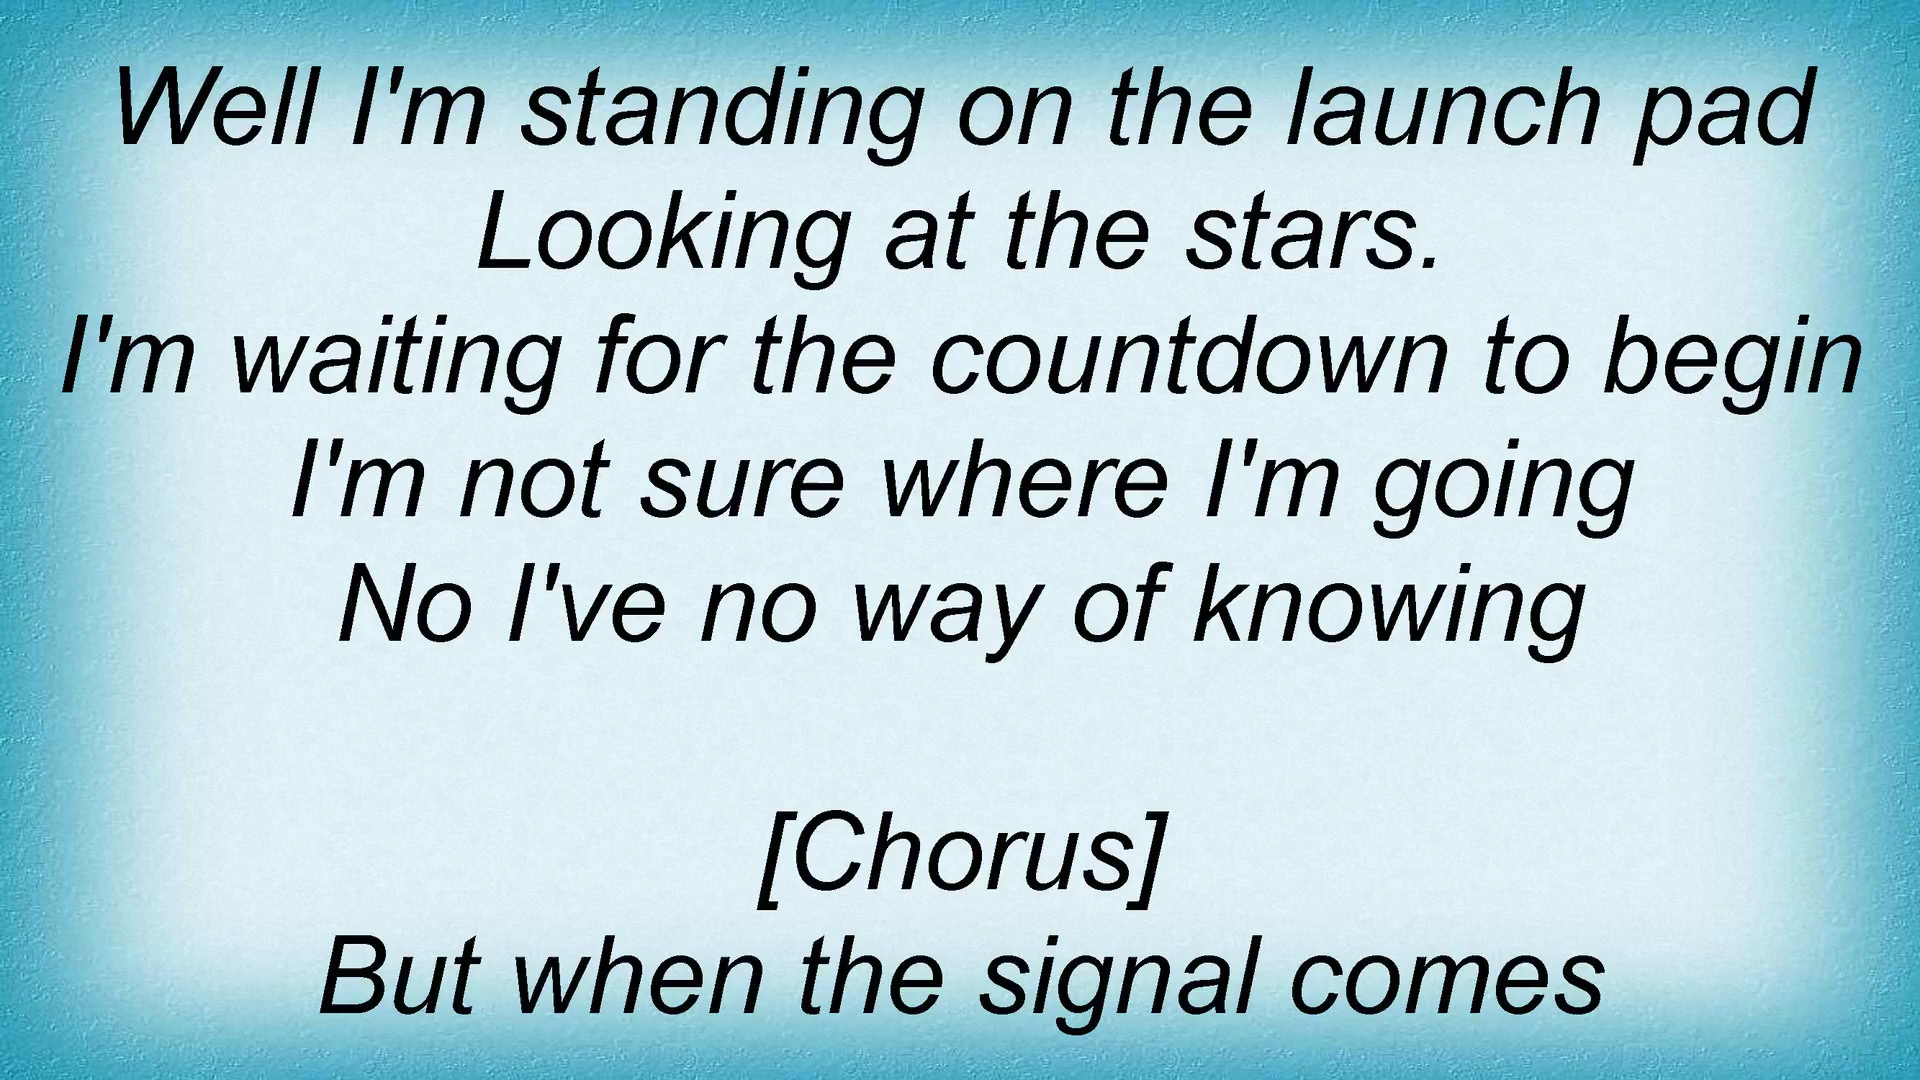 Well I'm standing on the launch pad
Looking at the stars.
I'm waiting for the countdown to begin
I'm not sure where I'm going
No I've no way of knowing
[Chorus]
But when the signal comes